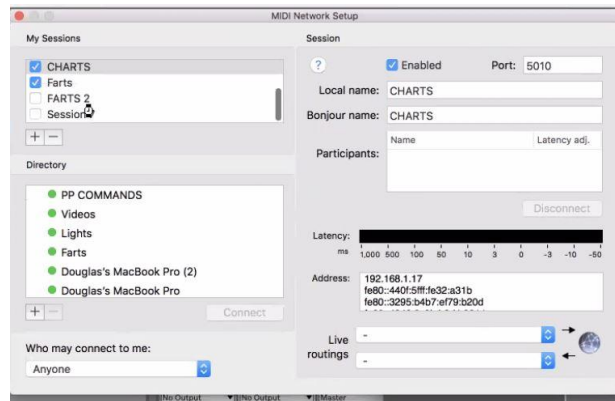 MIDI Network Setup
My Sessions
CHARTS
Farts
FARTS 2
Session
Directory
PP COMMANDS
Videos
Lights
Farts
Douglas's MacBook Pro (2)
Douglas's MacBook Pro
Connect
Who may connect to me:
Anyone
Session
? Enabled Port: 5010
Local name: CHARTS
Bonjour name: CHARTS
Participants:
Name Latency adj.
Disconnect
Latency:
ms 1,000 500 100 50 10 3 0 -3 -10 -50
Address: 192.168.1.17
fe80::440f:5fff:fe32:a31b
fe80::3295:b4b7:ef79:b20d
Live routings
-
-
No Output No Output Master